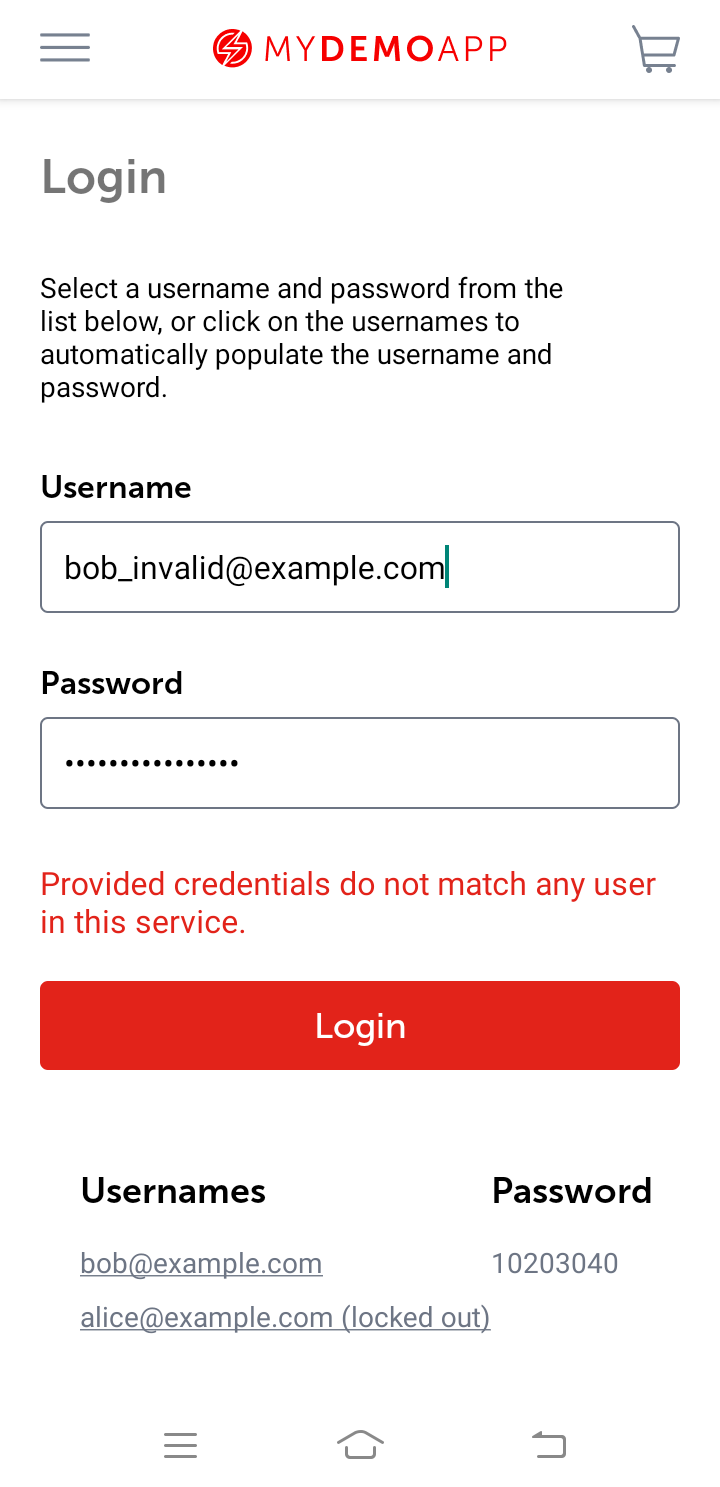 MYDEMOAPP
Login
Select a username and password from the
list below, or click on the usernames to
automatically populate the username and
password.
Username
bob_invalid@example.com
Password
••••••••••••••••
Provided credentials do not match any user
in this service.
Login
Usernames Password
bob@example.com 10203040
alice@example.com (locked out)